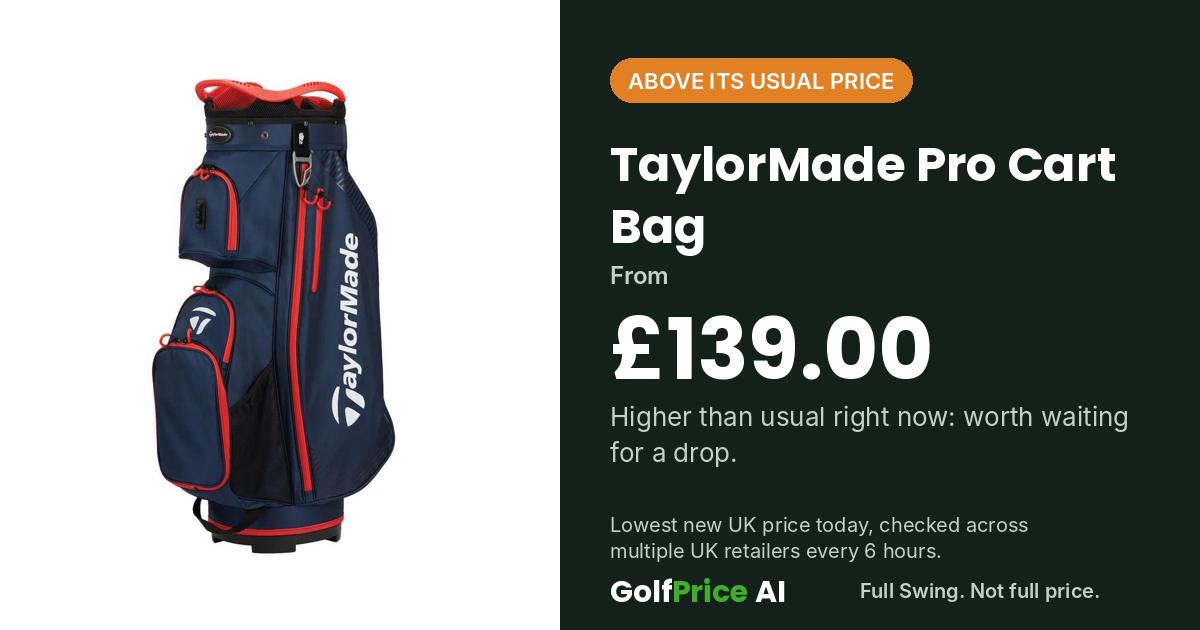 TaylorMade
TaylorMade
ABOVE ITS USUAL PRICE
TaylorMade Pro Cart
Bag
From
£139.00
Higher than usual right now: worth waiting
for a drop.
Lowest new UK price today, checked across
multiple UK retailers every 6 hours.
GolfPrice AI
Full Swing. Not full price.